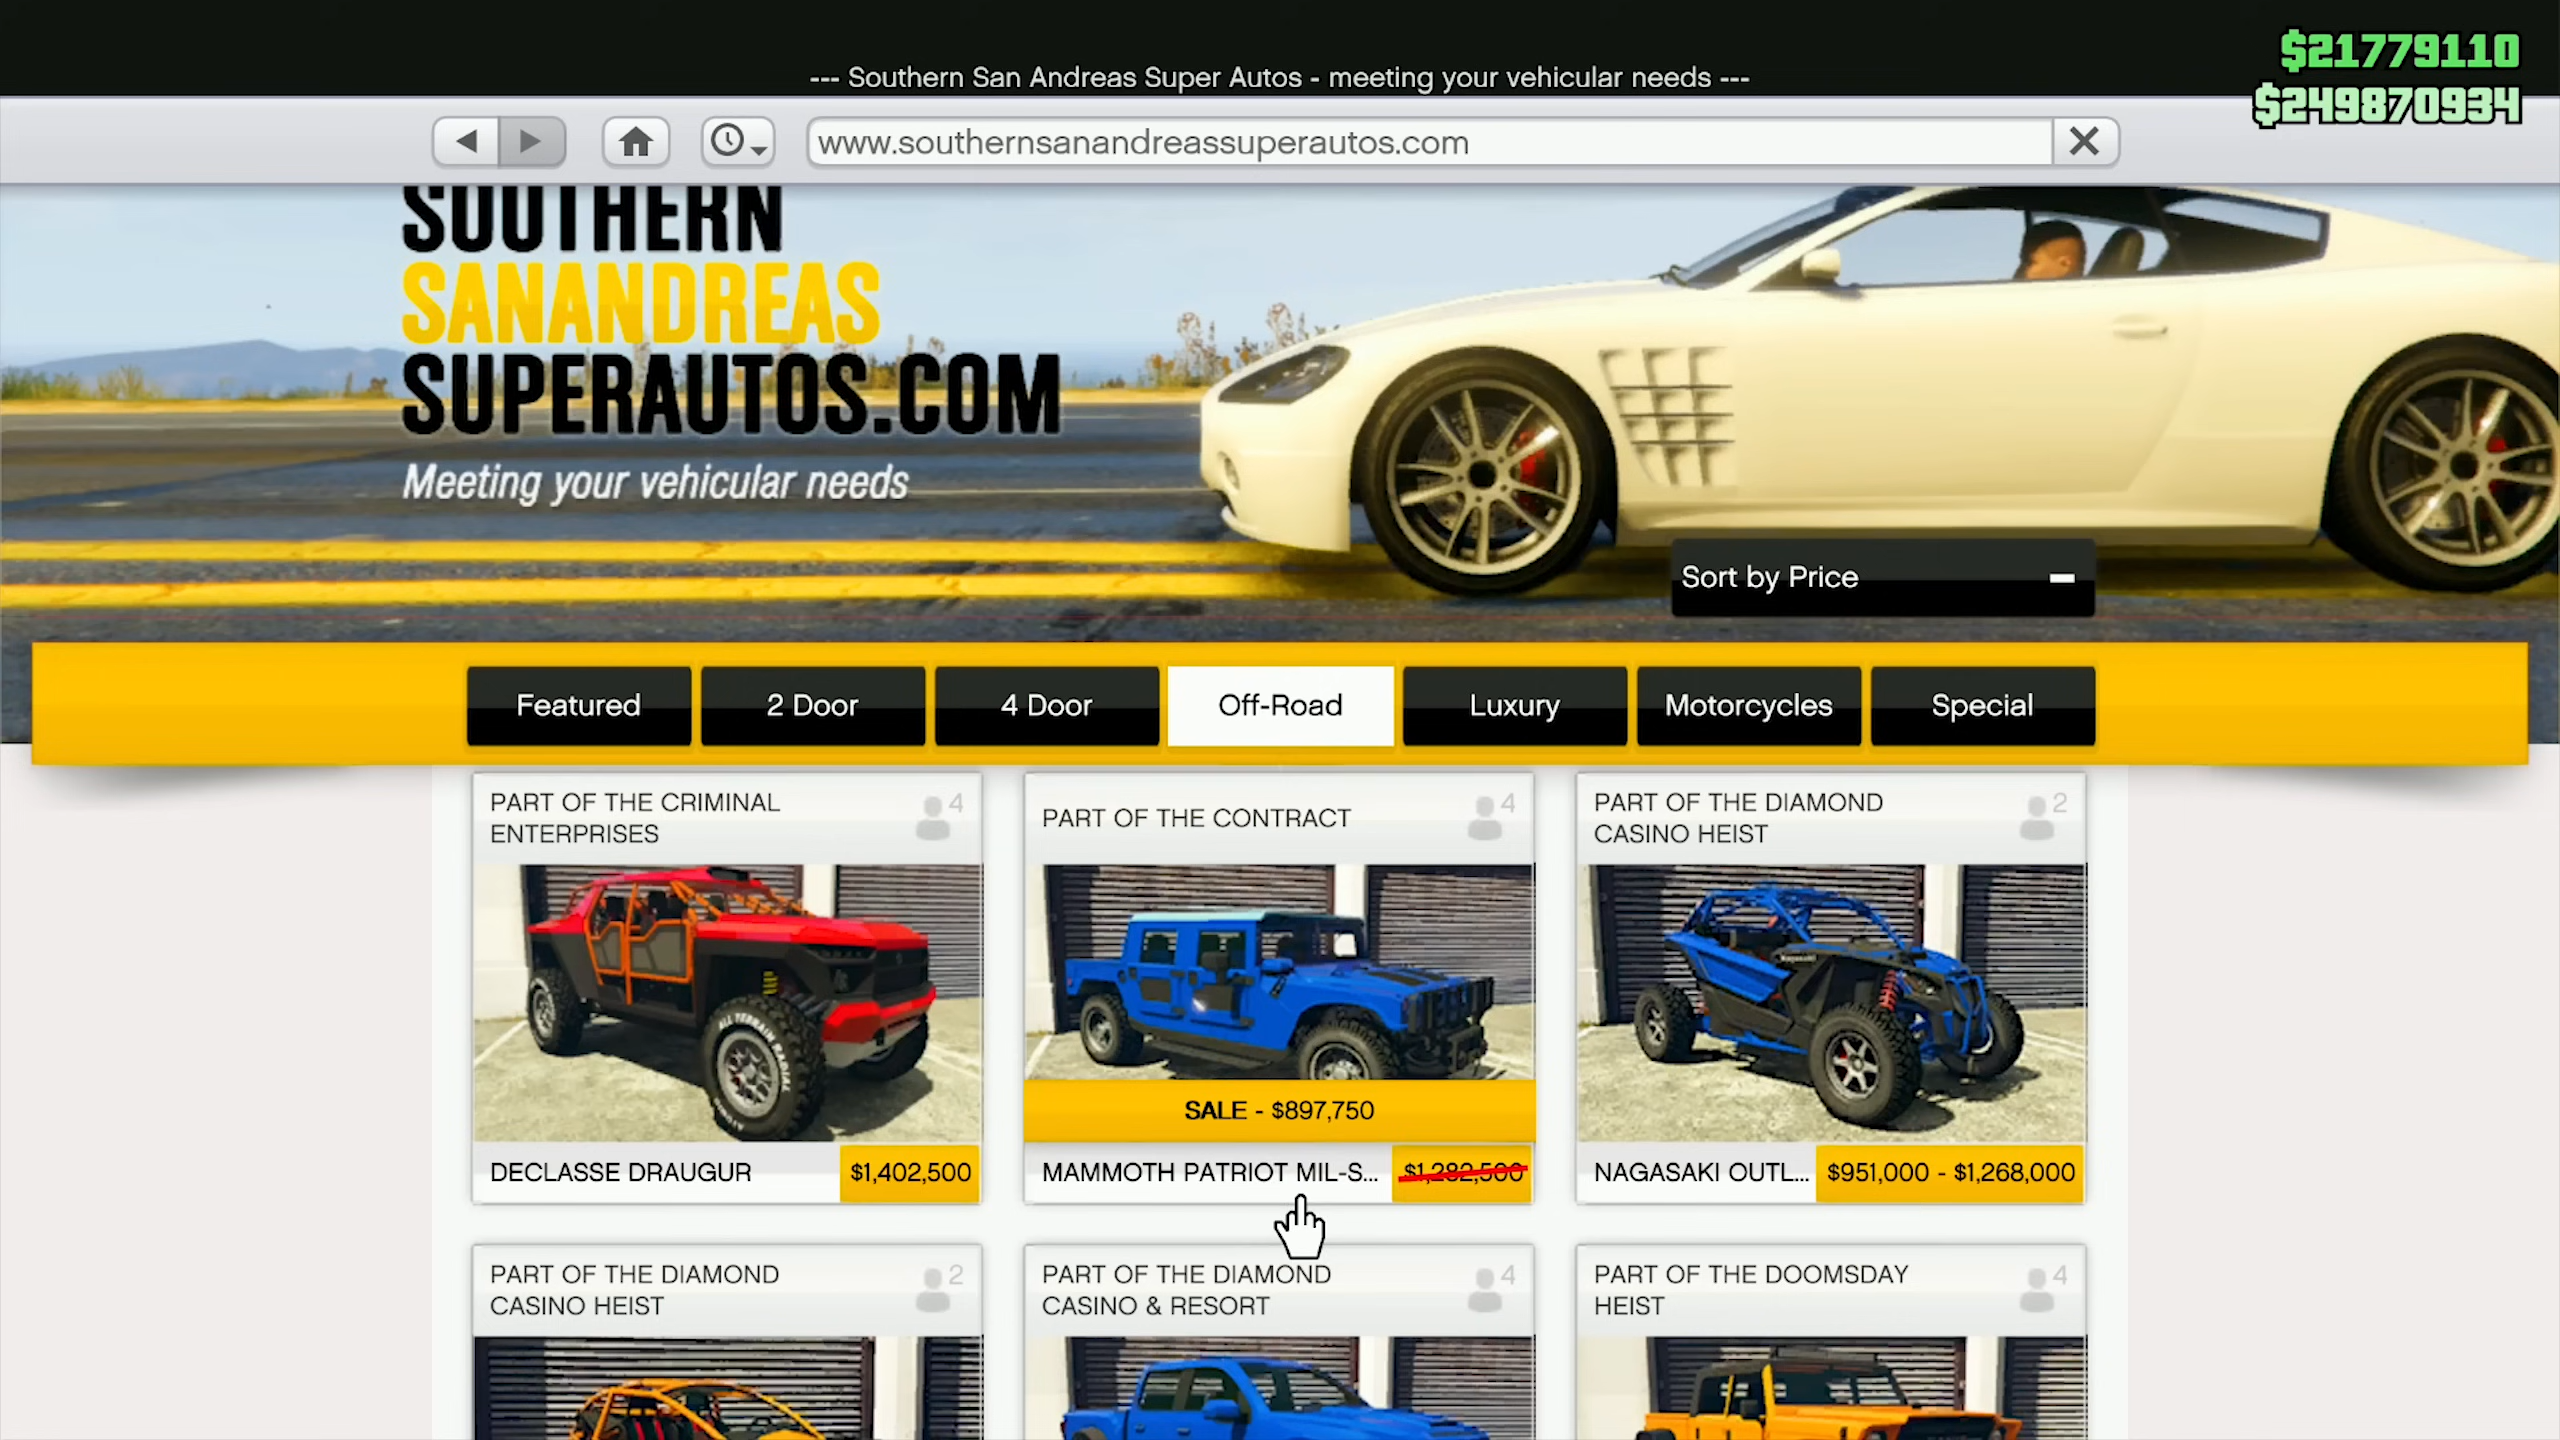 --- Southern San Andreas Super Autos - meeting your vehicular needs ---
$21779110
$249870934
www.southernsanandreassuperautos.com
SOUTHERN
SANANDREAS
SUPERAUTOS.COM
Meeting your vehicular needs
Sort by Price
Featured
2 Door
4 Door
Off-Road
Luxury
Motorcycles
Special
PART OF THE CRIMINAL
ENTERPRISES
4
PART OF THE CONTRACT
4
PART OF THE DIAMOND
CASINO HEIST
2
ALL TERRAIN RADIAL
SALE - $897,750
DECLASSE DRAUGUR
$1,402,500
MAMMOTH PATRIOT MIL-S...
$1,282,500
NAGASAKI OUTL...
$951,000 - $1,268,000
PART OF THE DIAMOND
CASINO HEIST
2
PART OF THE DIAMOND
CASINO & RESORT
4
PART OF THE DOOMSDAY
HEIST
4